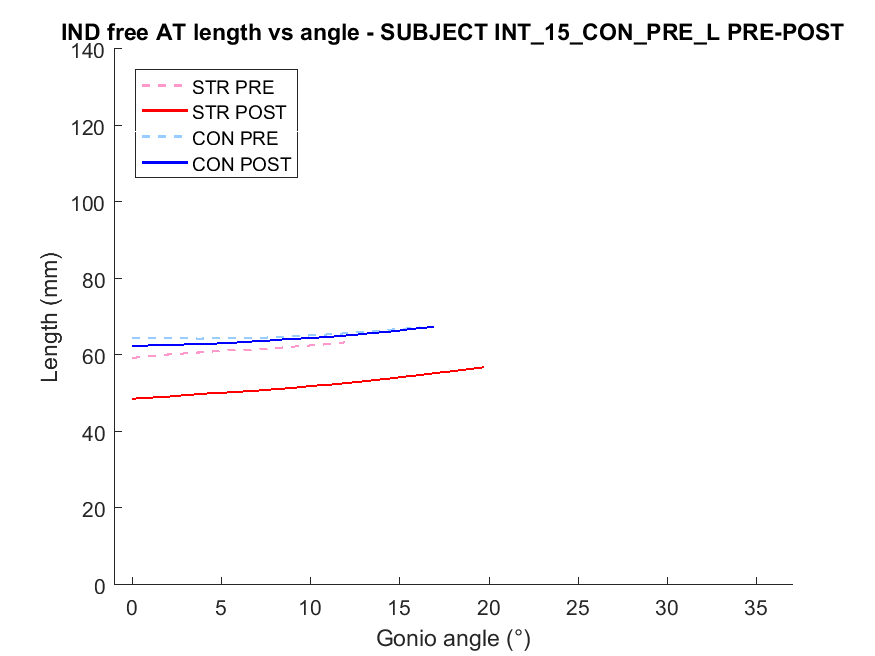 IND free AT length vs angle - SUBJECT INT_15_CON_PRE_L PRE-POST
140
120
100
80
60
40
20
0
Length (mm)
STR PRE
STR POST
CON PRE
CON POST
0 5 10 15 20 25 30 35
Gonio angle (°)